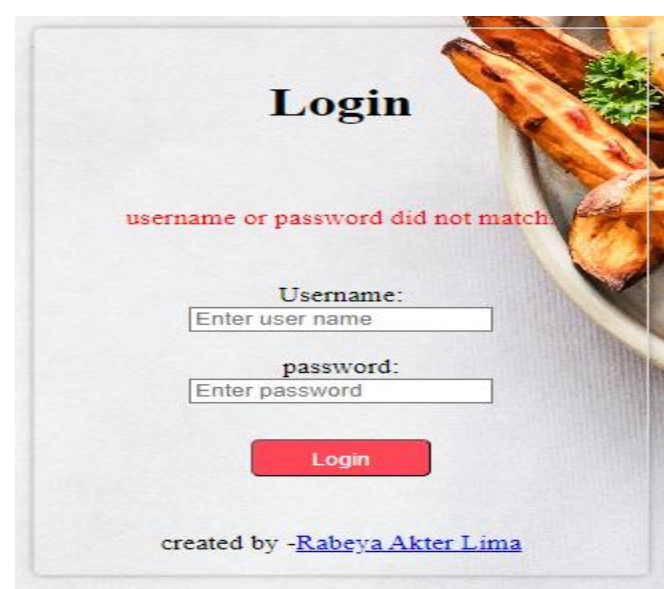 Login
username or password did not match.
Username:
Enter user name
password:
Enter password
Login
created by -Rabeya Akter Lima